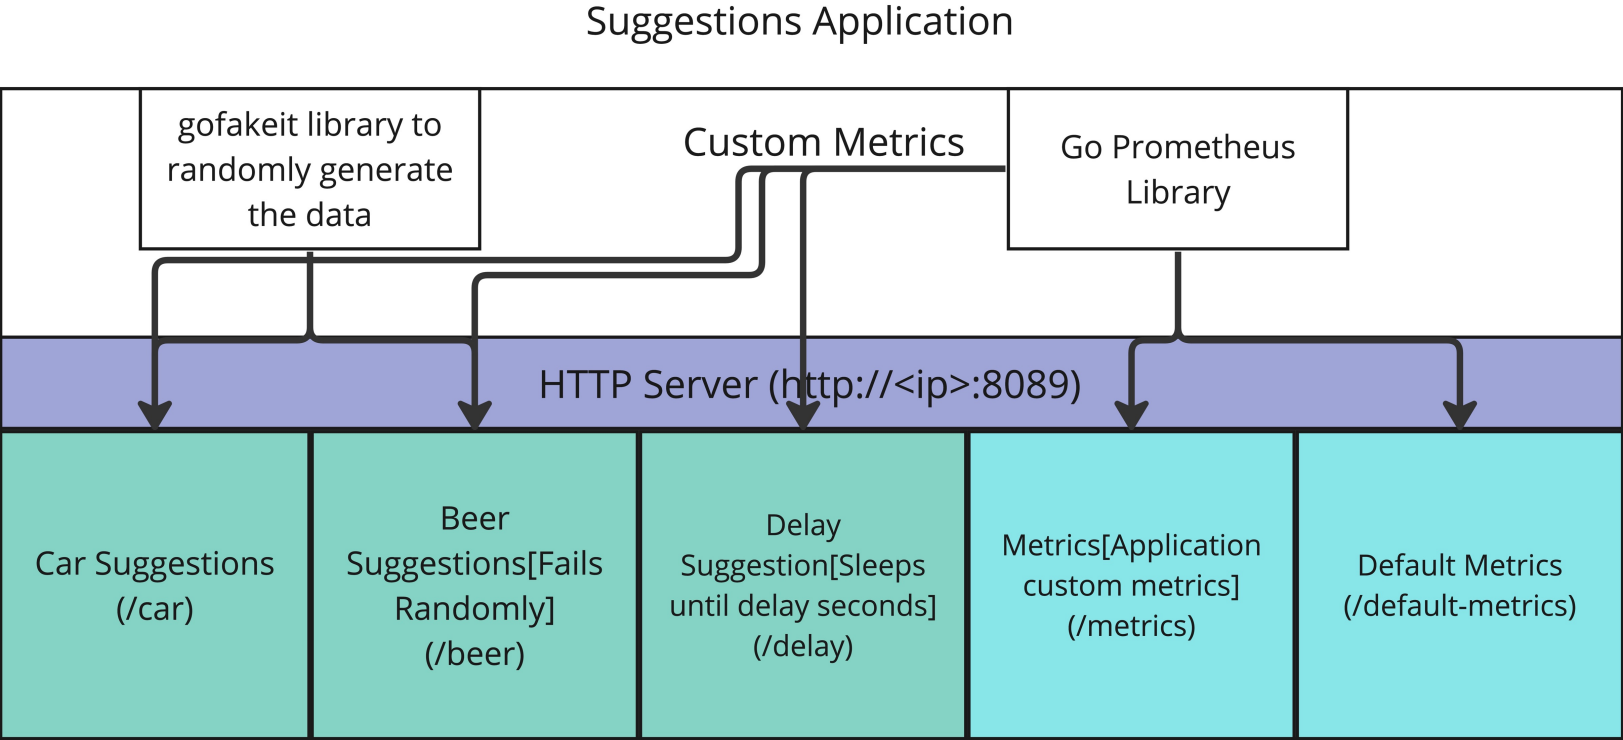 Suggestions Application
gofakeit library to
randomly generate
the data
Custom Metrics
Go Prometheus
Library
HTTP Server (http://<ip>:8089)
Car Suggestions
(/car)
Beer
Suggestions[Fails
Randomly]
(/beer)
Delay
Suggestion[Sleeps
until delay seconds]
(/delay)
Metrics[Application
custom metrics]
(/metrics)
Default Metrics
(/default-metrics)